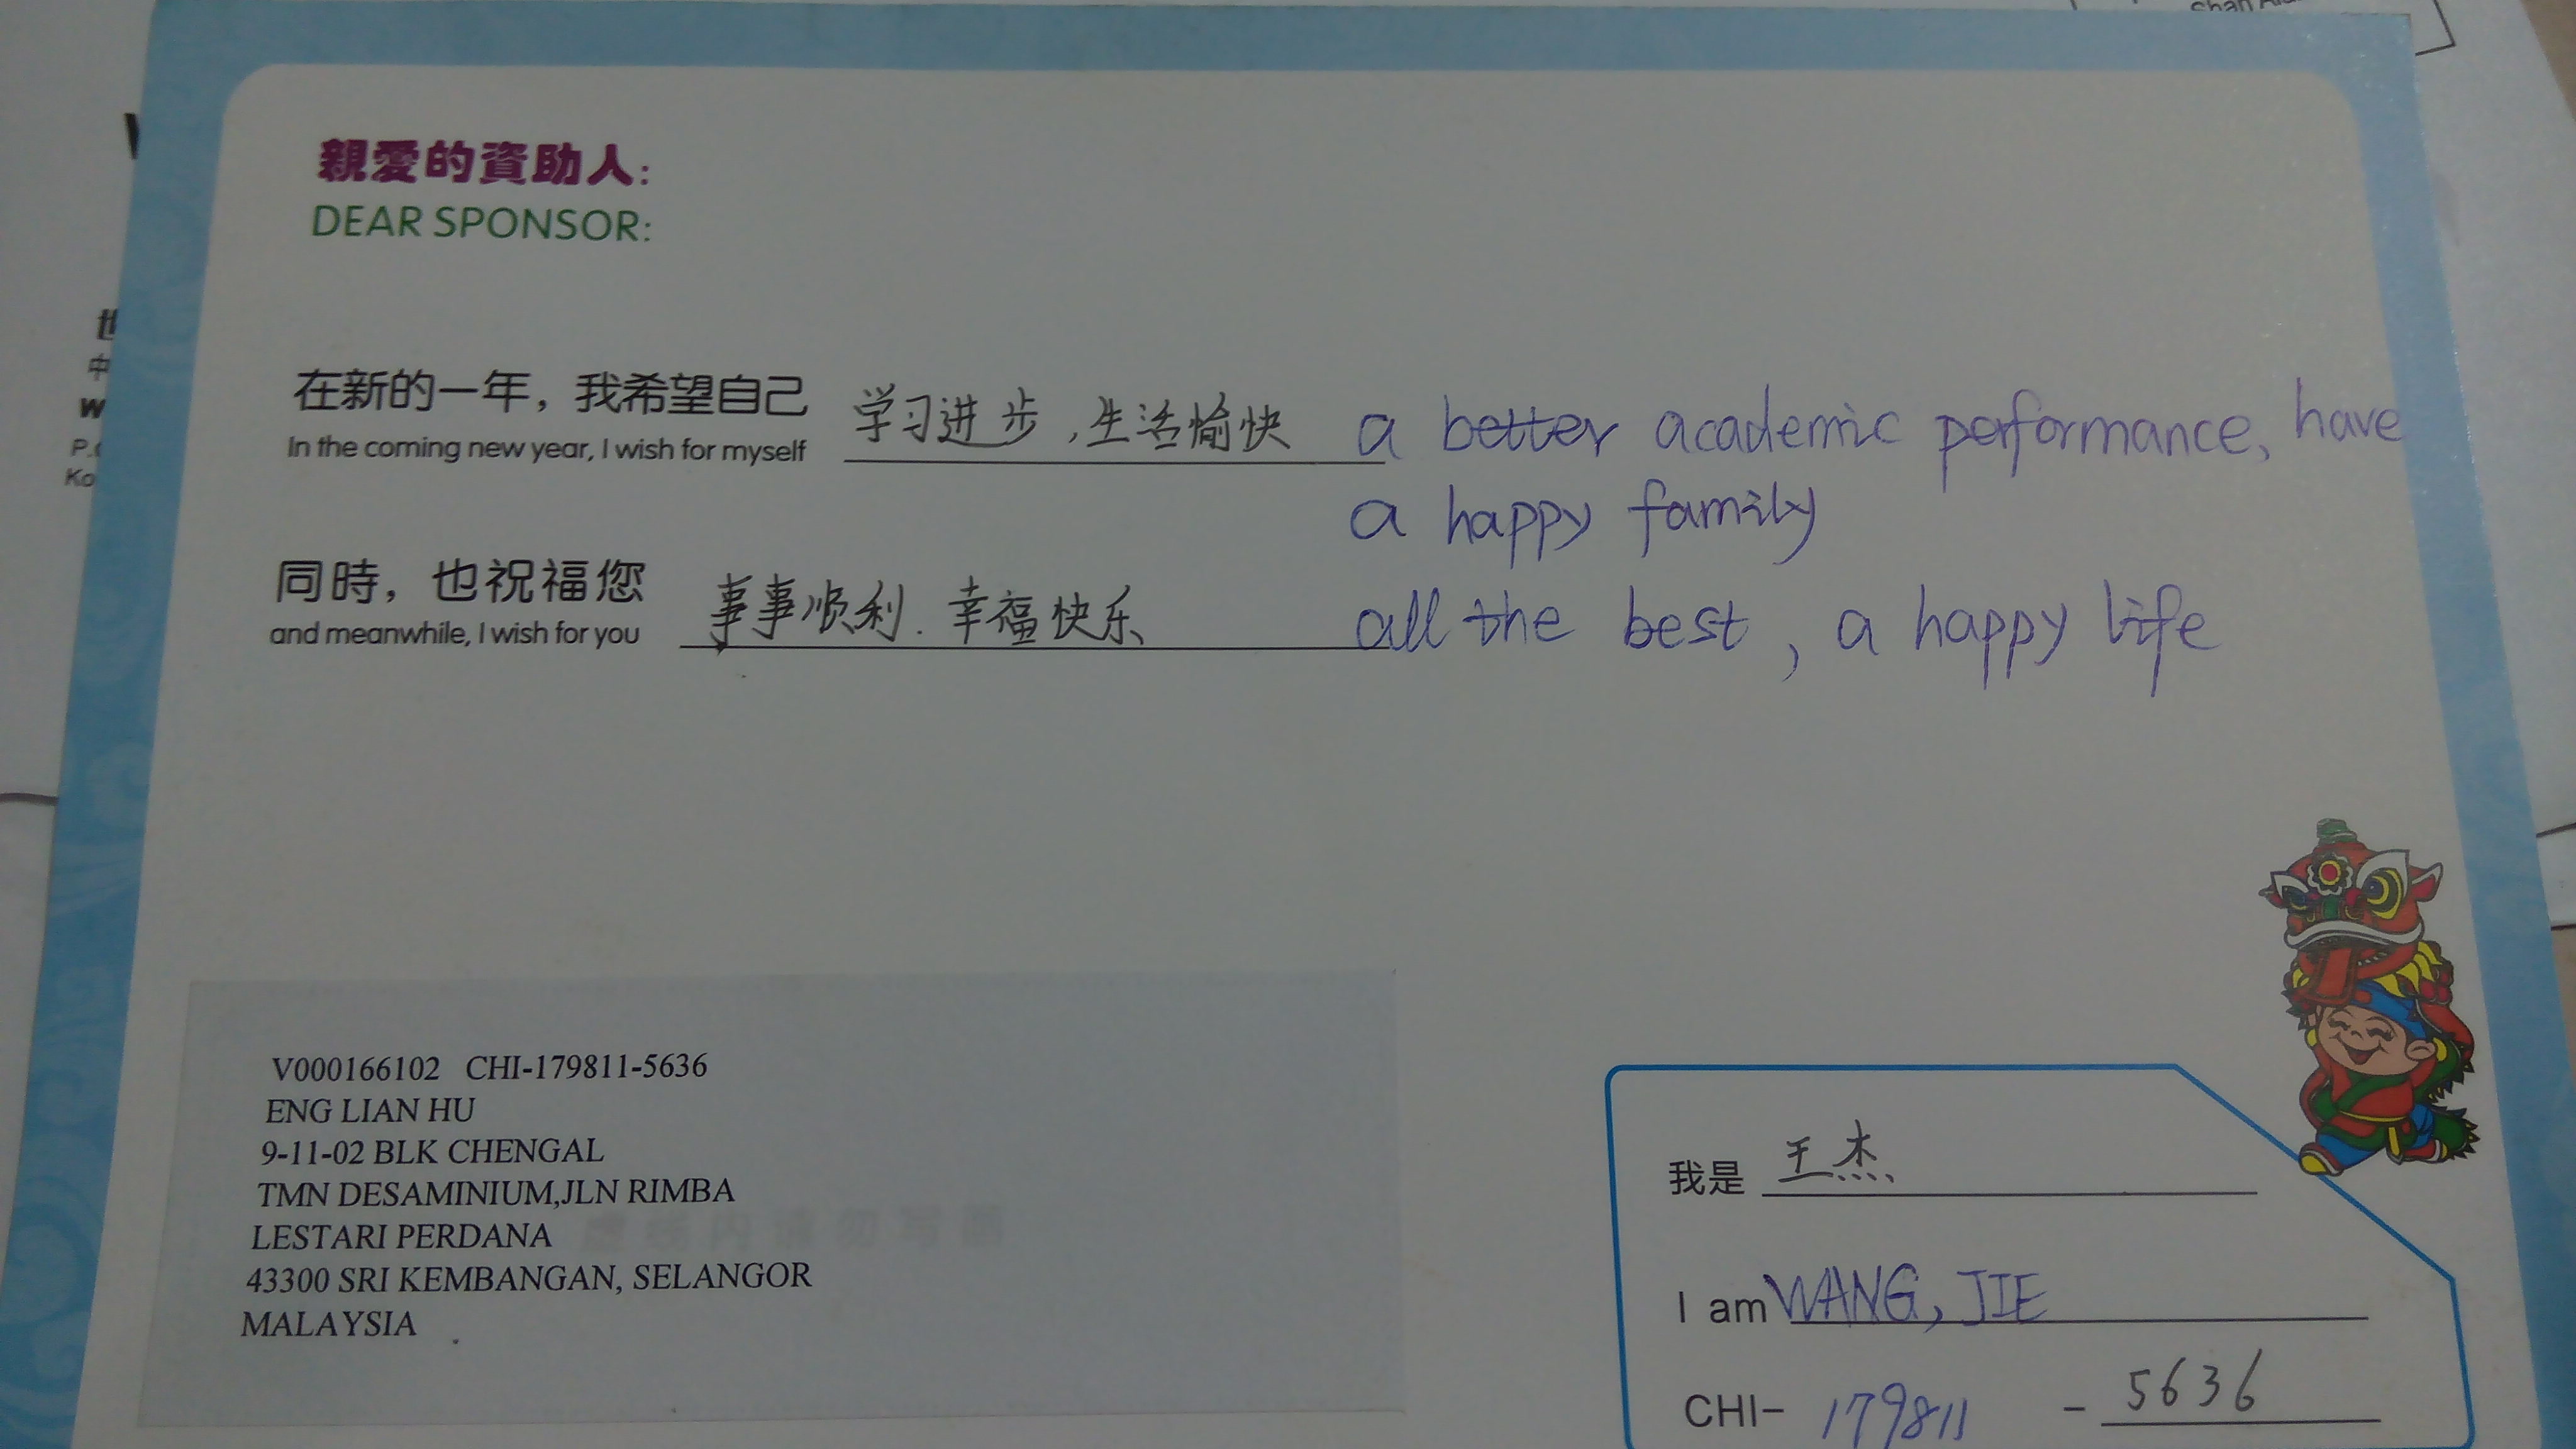 親愛的資助人:
DEAR SPONSOR:
在新的一年，我希望自己 学习进步，生活愉快 a better academic performance, have
In the coming new year, I wish for myself
a happy family
同時，也祝福您 事事顺利. 幸福快乐 all the best, a happy life
and meanwhile, I wish for you
V000166102 CHI-179811-5636
ENG LIAN HU
9-11-02 BLK CHENGAL
TMN DESAMINIUM,JLN RIMBA
LESTARI PERDANA
43300 SRI KEMBANGAN, SELANGOR
MALAYSIA
我是 王杰
I am WANG, JIE
CHI- 179811 - 5636